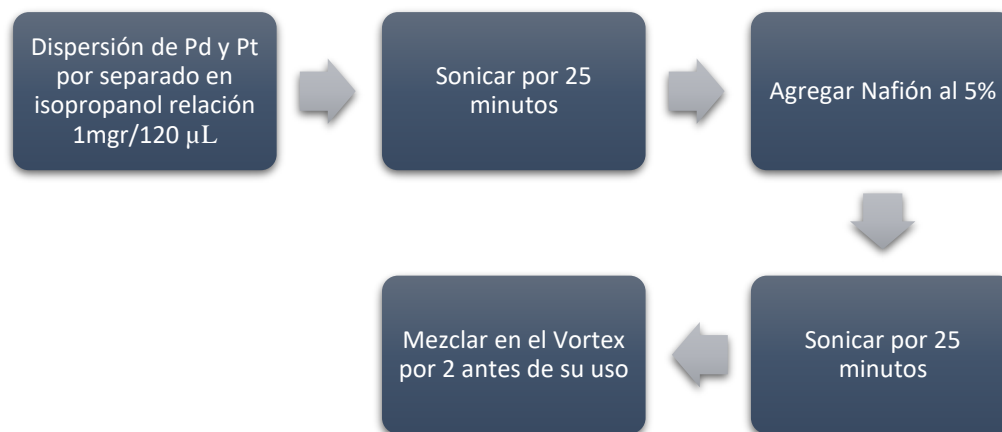 Dispersión de Pd y Pt
por separado en
isopropanol relación
1mgr/120 µL
Sonicar por 25
minutos
Agregar Nafión al 5%
Sonicar por 25
minutos
Mezclar en el Vortex
por 2 antes de su uso